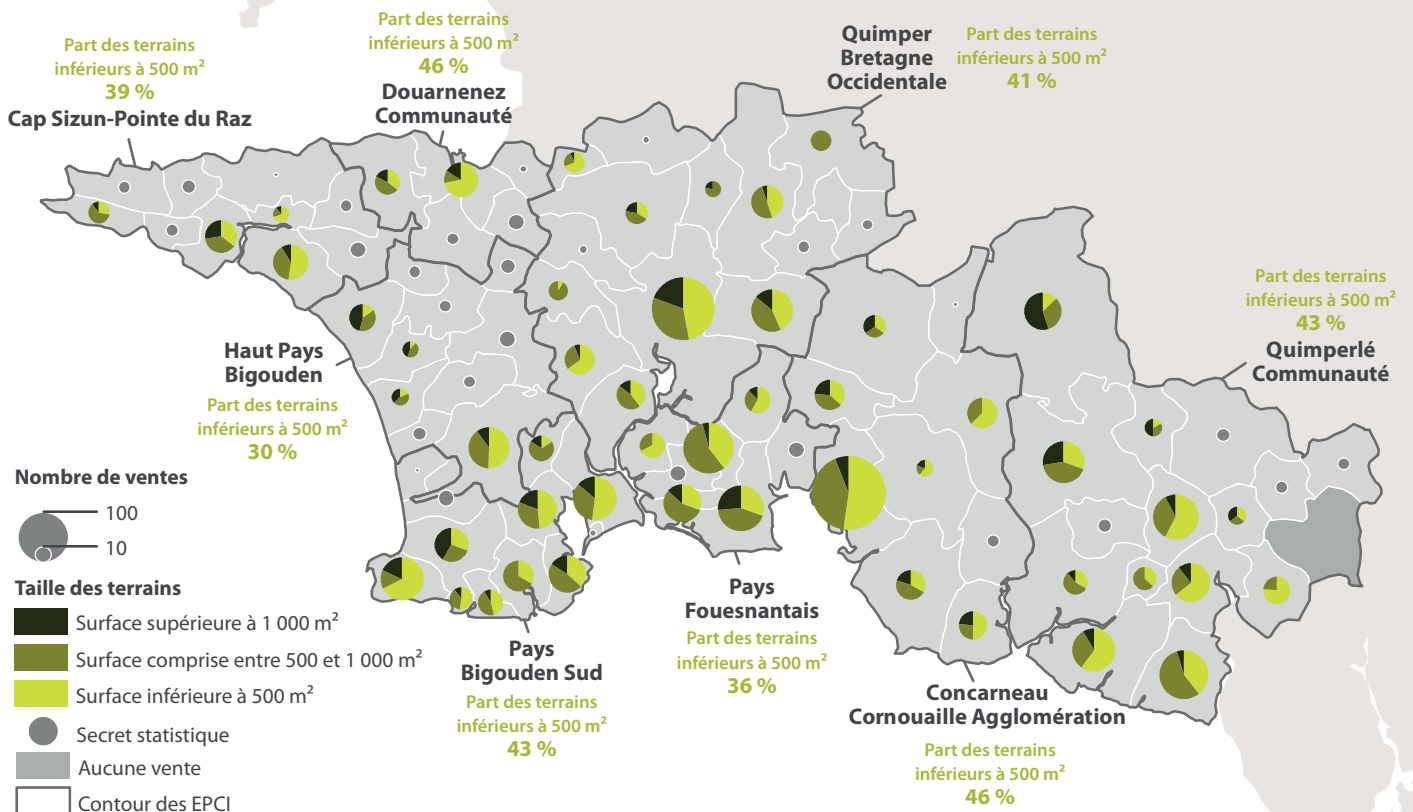 Part des terrains
inférieurs à 500 m²
39 %
Cap Sizun-Pointe du Raz
Part des terrains
inférieurs à 500 m²
46 %
Douarnenez
Communauté
Quimper
Bretagne
Occidentale
Part des terrains
inférieurs à 500 m²
41 %
Part des terrains
inférieurs à 500 m²
43 %
Quimperlé
Communauté
Haut Pays
Bigouden
Part des terrains
inférieurs à 500 m²
30 %
Pays
Bigouden Sud
Part des terrains
inférieurs à 500 m²
43 %
Pays
Fouesnantais
Part des terrains
inférieurs à 500 m²
36 %
Concarneau
Cornouaille Agglomération
Part des terrains
inférieurs à 500 m²
46 %
Nombre de ventes
100
10
Taille des terrains
Surface supérieure à 1 000 m²
Surface comprise entre 500 et 1 000 m²
Surface inférieure à 500 m²
Secret statistique
Aucune vente
Contour des EPCI